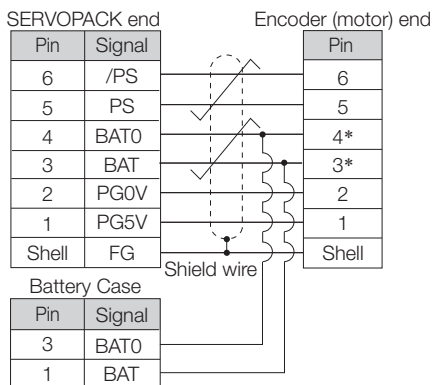 SERVOPACK end Encoder (motor) end
Pin Signal Pin
6 /PS 6
5 PS 5
4 BAT0 4*
3 BAT 3*
2 PG0V 2
1 PG5V 1
Shell FG Shell
Shield wire
Battery Case
Pin Signal
3 BAT0
1 BAT